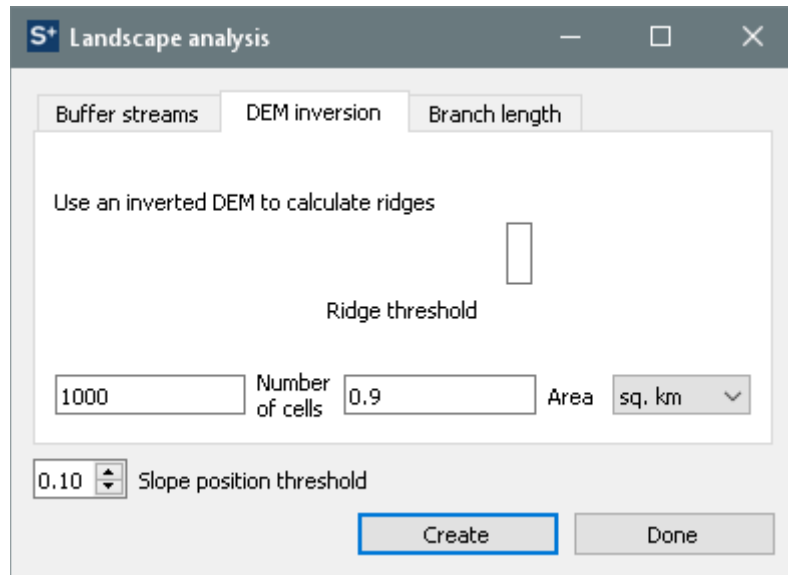 S+ Landscape analysis
Buffer streams DEM inversion Branch length
Use an inverted DEM to calculate ridges
Ridge threshold
1000 Number of cells 0.9 Area sq. km
0.10 Slope position threshold
Create Done